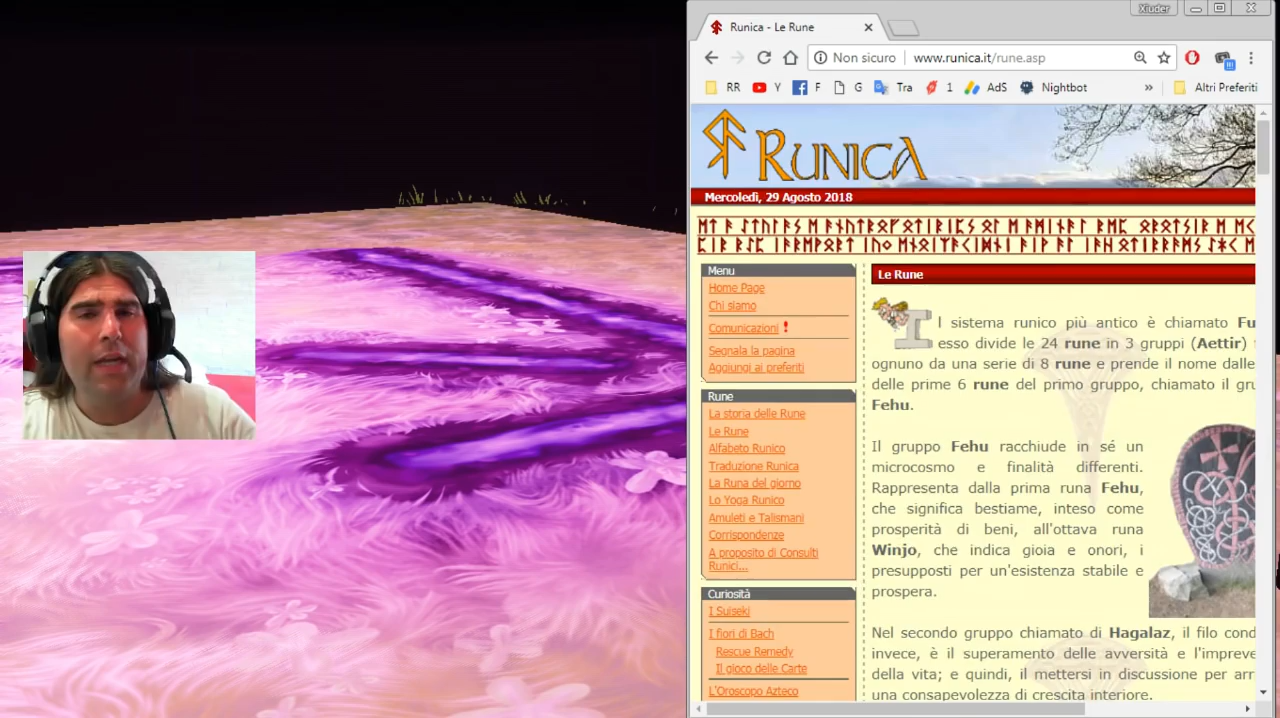 Xiuder
Runica - Le Rune
Non sicuro www.runica.it/rune.asp
RR Y F G Tra 1 AdS Nightbot » Altri Preferiti
RUNICA
Mercoledì, 29 Agosto 2018
Menu
Home Page
Chi siamo
Comunicazioni !
Segnala la pagina
Aggiungi ai preferiti
Rune
La storia delle Rune
Le Rune
Alfabeto Runico
Traduzione Runica
La Runa del giorno
Lo Yoga Runico
Amuleti e Talismani
Corrispondenze
A proposito di Consulti
Runici...
Curiosità
I Suiseki
I fiori di Bach
Rescue Remedy
Il gioco delle Carte
L'Oroscopo Azteco
Le Rune
I l sistema runico più antico è chiamato Fu
esso divide le 24 rune in 3 gruppi (Aettir)
ognuno da una serie di 8 rune e prende il nome dalle
delle prime 6 rune del primo gruppo, chiamato il gru
Fehu.
Il gruppo Fehu racchiude in sé un
microcosmo e finalità differenti.
Rappresenta dalla prima runa Fehu,
che significa bestiame, inteso come
prosperità di beni, all'ottava runa
Winjo, che indica gioia e onori, i
presupposti per un'esistenza stabile e
prospera.
Nel secondo gruppo chiamato di Hagalaz, il filo cond
invece, è il superamento delle avversità e l'impreve
della vita; e quindi, il mettersi in discussione per arr
una consapevolezza di crescita interiore.